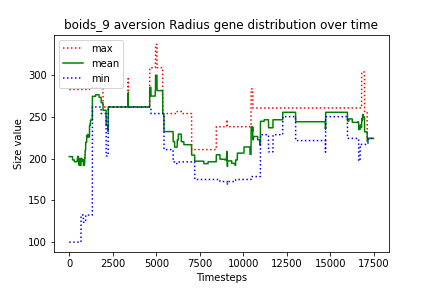 boids_9 aversion Radius gene distribution over time
max
mean
min
Size value
300
250
200
150
100
0 2500 5000 7500 10000 12500 15000 17500
Timesteps